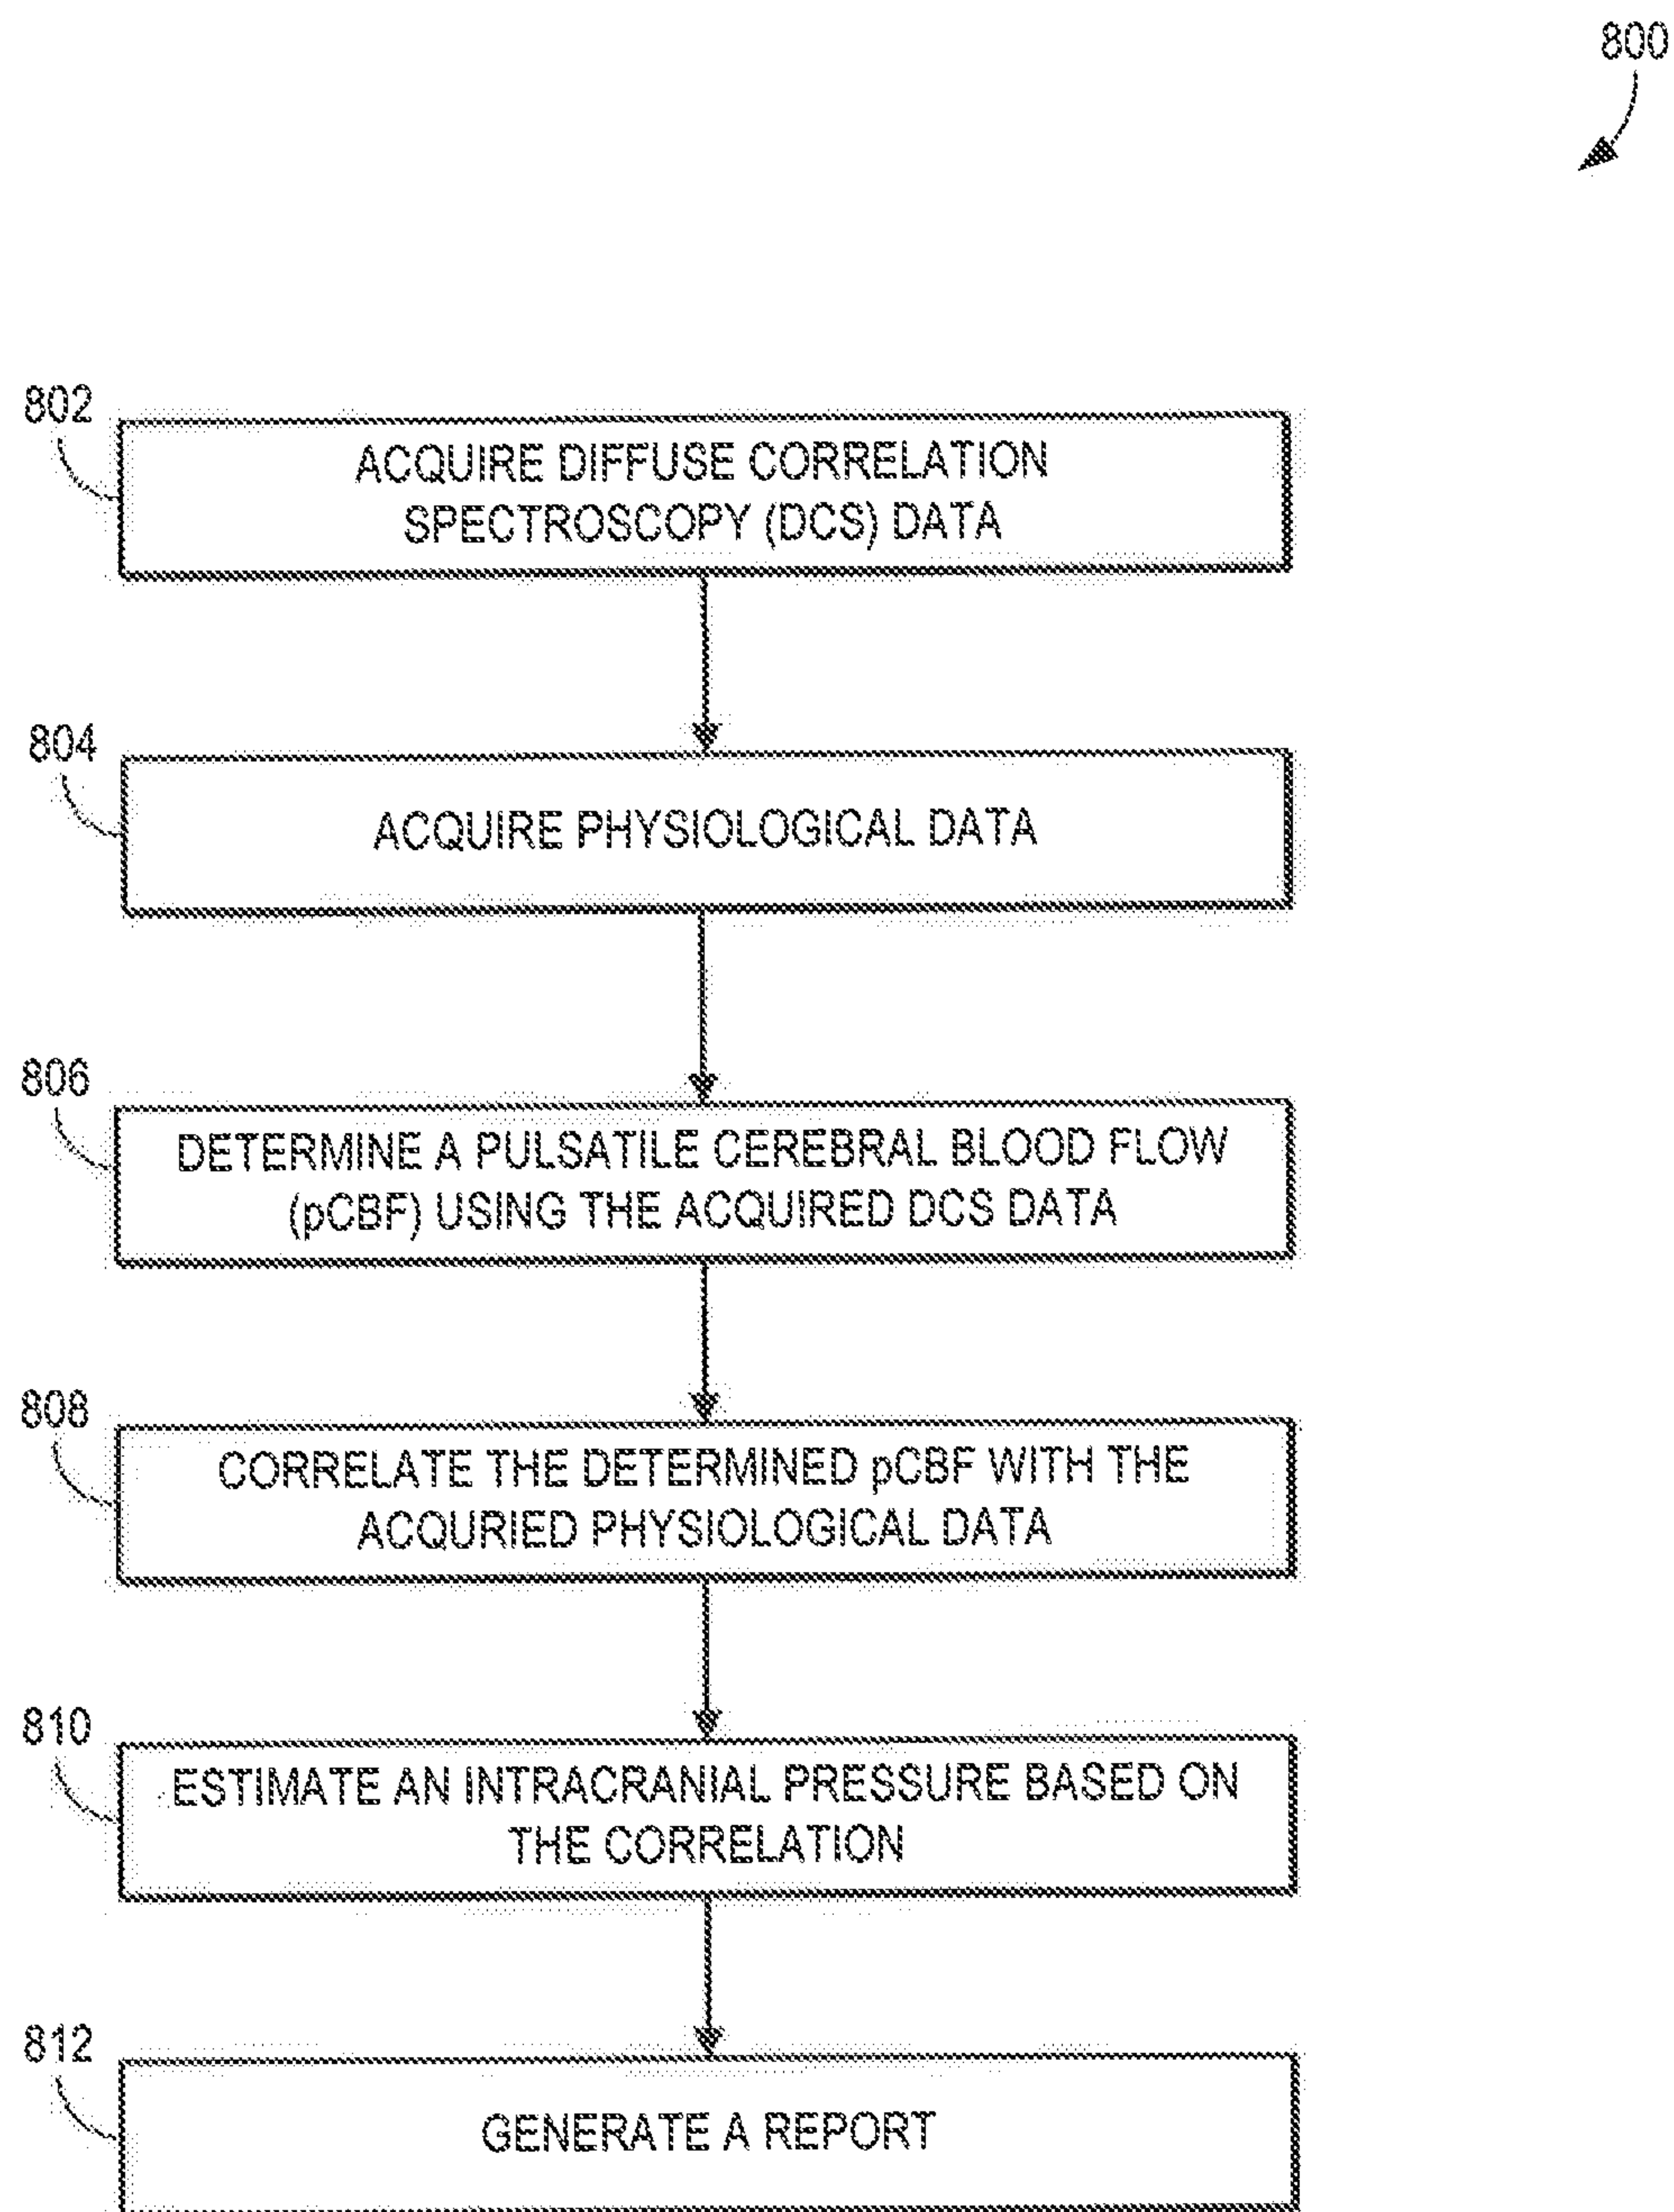 800
802
ACQUIRE DIFFUSE CORRELATION
SPECTROSCOPY (DCS) DATA
804
ACQUIRE PHYSIOLOGICAL DATA
806
DETERMINE A PULSATILE CEREBRAL BLOOD FLOW
(pCBF) USING THE ACQUIRED DCS DATA
808
CORRELATE THE DETERMINED pCBF WITH THE
ACQURIED PHYSIOLOGICAL DATA
810
ESTIMATE AN INTRACRANIAL PRESSURE BASED ON
THE CORRELATION
812
GENERATE A REPORT